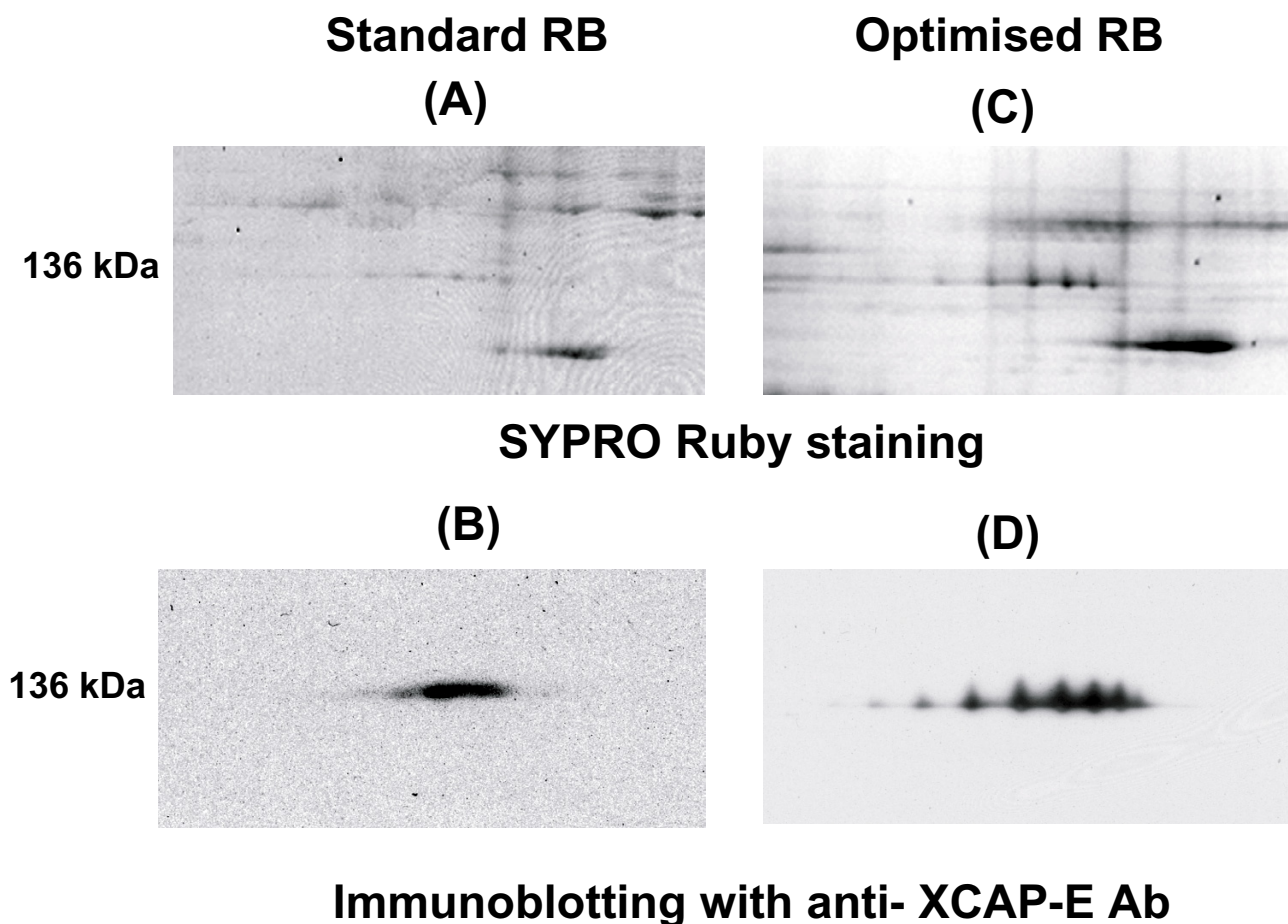 Standard RB
Optimised RB
(A)
(C)
136 kDa
SYPRO Ruby staining
(B)
(D)
136 kDa
Immunoblotting with anti- XCAP-E Ab